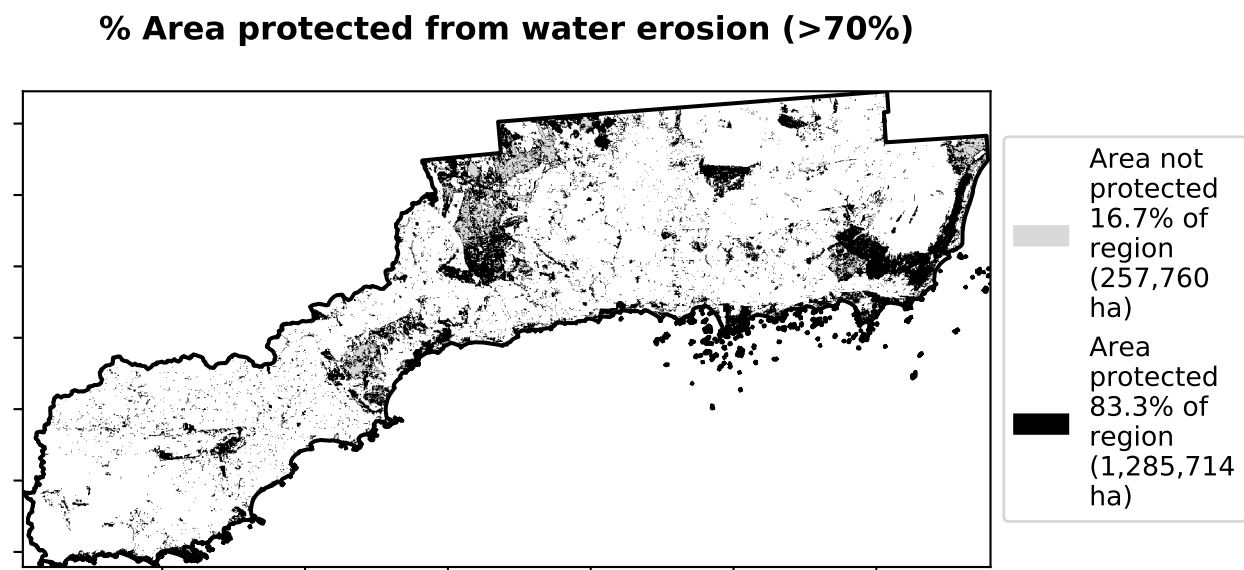 % Area protected from water erosion (>70%)
Area not
protected
16.7% of
region
(257,760
ha)
Area
protected
83.3% of
region
(1,285,714
ha)